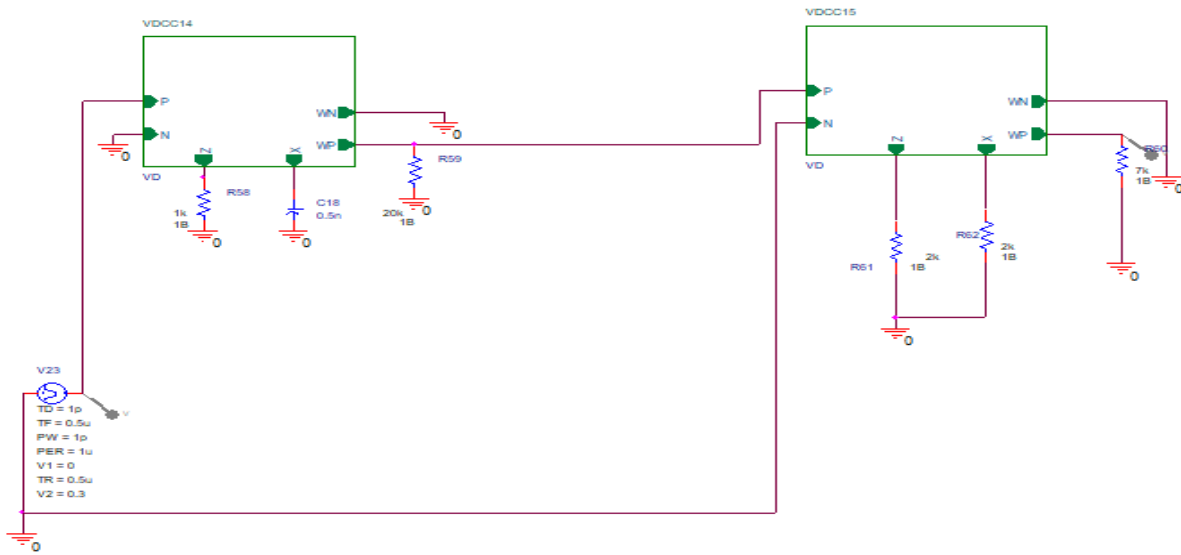 VDCC14
VDCC15
P
N
Z
X
WN
WP
VD
0
0
R58
1k
1B
0
C18
0.5n
0
R59
20k
1B
0
P
N
Z
X
WN
WP
VD
R60
7k
1B
0
0
R61
2k
1B
R62
2k
1B
0
V23
V
TD = 1p
TF = 0.5u
PW = 1p
PER = 1u
V1 = 0
TR = 0.5u
V2 = 0.3
0